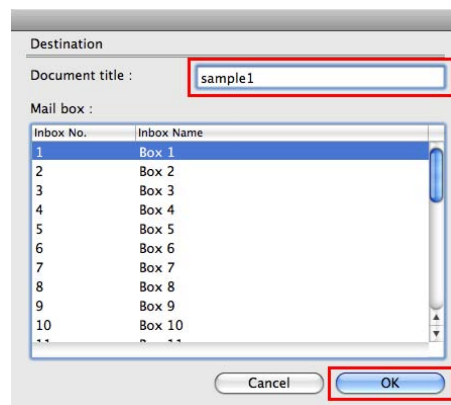 Destination
Document title : sample1
Mail box :
Inbox No. Inbox Name
1 Box 1
2 Box 2
3 Box 3
4 Box 4
5 Box 5
6 Box 6
7 Box 7
8 Box 8
9 Box 9
10 Box 10
Cancel OK